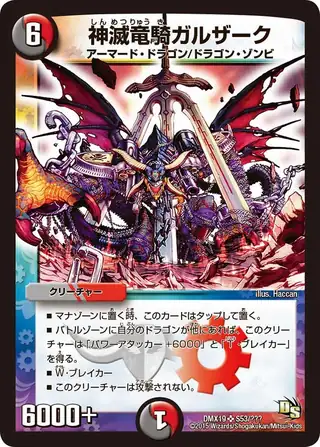 しんめつりゅうき
6 神滅竜騎ガルザーク
アーマード・ドラゴン/ドラゴン・ゾンビ
illus. Haccan
クリーチャー
■ マナゾーンに置く時、このカードはタップして置く。
■ バトルゾーンに自分のドラゴンが他にあれば、このクリー
チャーは「パワーアタッカー+6000」と「T・ブレイカー」
を得る。
■ W・ブレイカー
■ このクリーチャーは攻撃されない。
6000+
1
DS
DMX19 S53/???
©2015 Wizards/Shogakukan/Mitsui-Kids